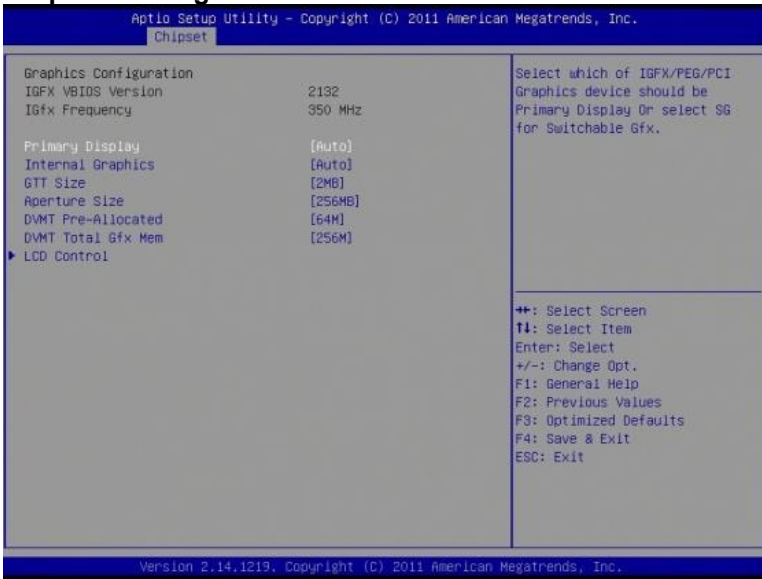 Aptio Setup Utility – Copyright (C) 2011 American Megatrends, Inc.
Chipset
Graphics Configuration
IGFX VBIOS Version 2132
IGfx Frequency 350 MHz
Primary Display [Auto]
Internal Graphics [Auto]
GTT Size [2MB]
Aperture Size [256MB]
DVMT Pre-Allocated [64M]
DVMT Total Gfx Mem [256M]
LCD Control
Select which of IGFX/PEG/PCI
Graphics device should be
Primary Display Or select SG
for Switchable Gfx.
→←: Select Screen
↑↓: Select Item
Enter: Select
+/-: Change Opt.
F1: General Help
F2: Previous Values
F3: Optimized Defaults
F4: Save & Exit
ESC: Exit
Version 2.14.1219. Copyright (C) 2011 American Megatrends, Inc.